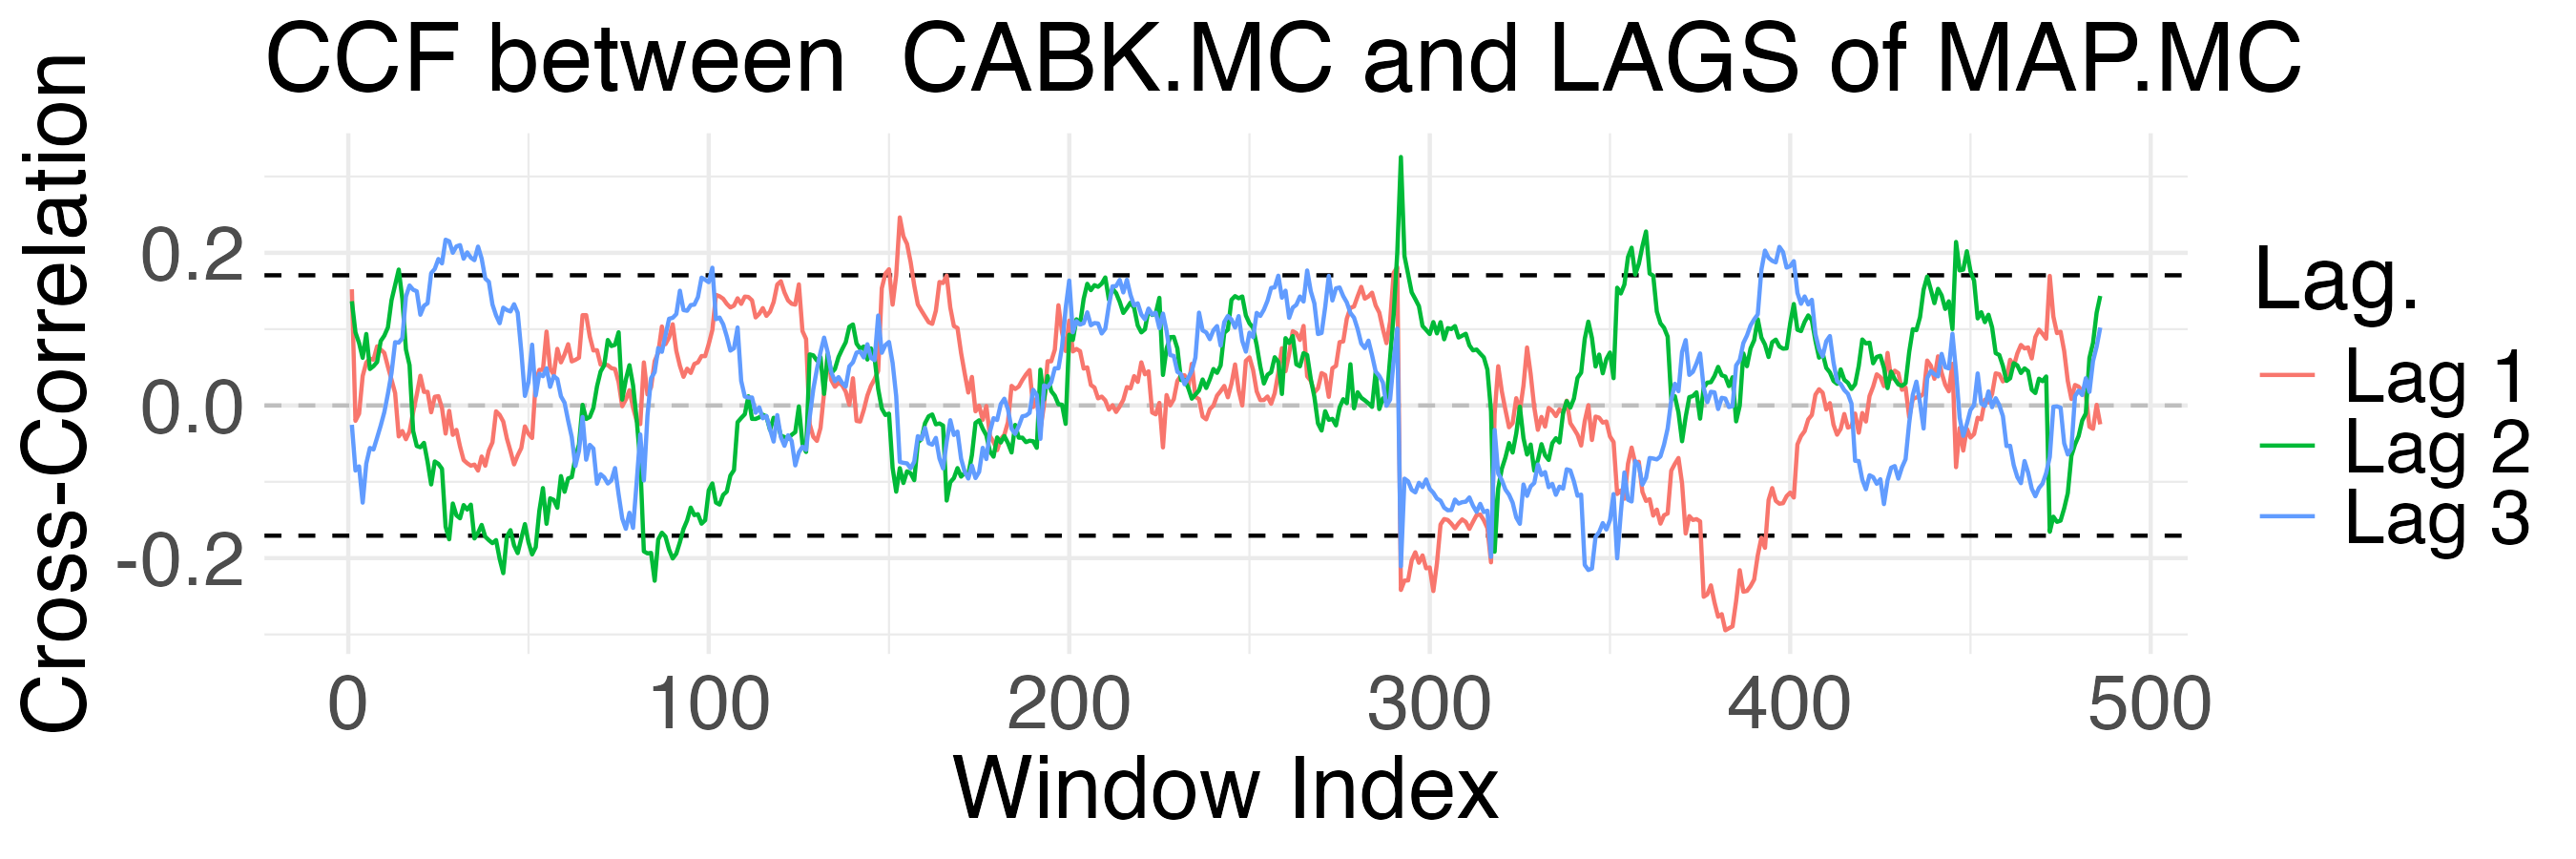 CCF between  CABK.MC and LAGS of MAP.MC
Cross-Correlation
0.2
0.0
-0.2
0 100 200 300 400 500
Window Index
Lag.
Lag 1
Lag 2
Lag 3